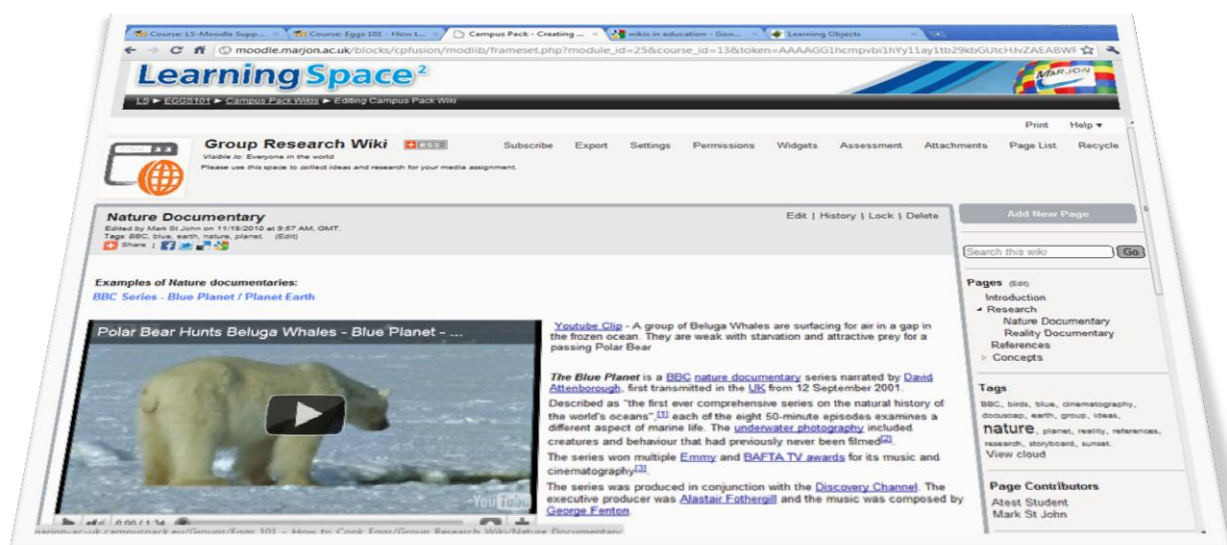 Course: LS-Moodle Supp...
Course: Eggs 101 - How t...
Campus Pack - Creating ...
wikis in education - Goo...
Learning Objects
LearningSpace²
MARJON
LS ► EGGS101 ► Campus Pack Wikis ► Editing Campus Pack Wiki
Print Help ▾
Group Research Wiki
Subscribe Export Settings Permissions Widgets Assessment Attachments Page List Recycle
Visible to: Everyone in the world
Please use this space to collect ideas and research for your media assignment.
Nature Documentary
Edit | History | Lock | Delete
Edited by Mark St John on 11/18/2010 at 9:57 AM, GMT.
Tags: BBC, blue, earth, nature, planet. (Edit)
Share |
Examples of Nature documentaries:
BBC Series - Blue Planet / Planet Earth
Polar Bear Hunts Beluga Whales - Blue Planet - ...
YouTube
0:00 / 1:34
Youtube Clip - A group of Beluga Whales are surfacing for air in a gap in
the frozen ocean. They are weak with starvation and attractive prey for a
passing Polar Bear
The Blue Planet is a BBC nature documentary series narrated by David
Attenborough, first transmitted in the UK from 12 September 2001.
Described as "the first ever comprehensive series on the natural history of
the world's oceans",[1] each of the eight 50-minute episodes examines a
different aspect of marine life. The underwater photography included
creatures and behaviour that had previously never been filmed[2].
The series won multiple Emmy and BAFTA TV awards for its music and
cinematography[3].
The series was produced in conjunction with the Discovery Channel. The
executive producer was Alastair Fothergill and the music was composed by
George Fenton.
Add New Page
Search this wiki Go
Pages (Edit)
Introduction
Research
Nature Documentary
Reality Documentary
References
Concepts
Tags
BBC, birds, blue, cinematography,
docusoap, earth, group, ideas,
nature, planet, reality, references,
research, storyboard, sunset.
View cloud
Page Contributors
Atest Student
Mark St John